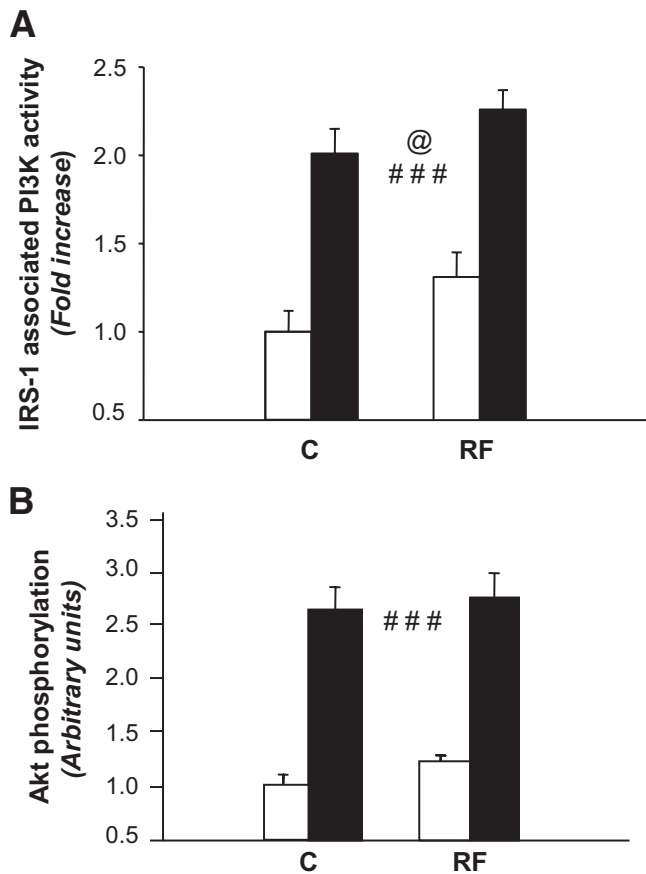 A
IRS-1 associated PI3K activity
(Fold increase)
2.5
2.0
1.5
1.0
0.5
@
# # #
C RF
B
Akt phosphorylation
(Arbitrary units)
3.5
3.0
2.5
2.0
1.5
1.0
0.5
# # #
C RF